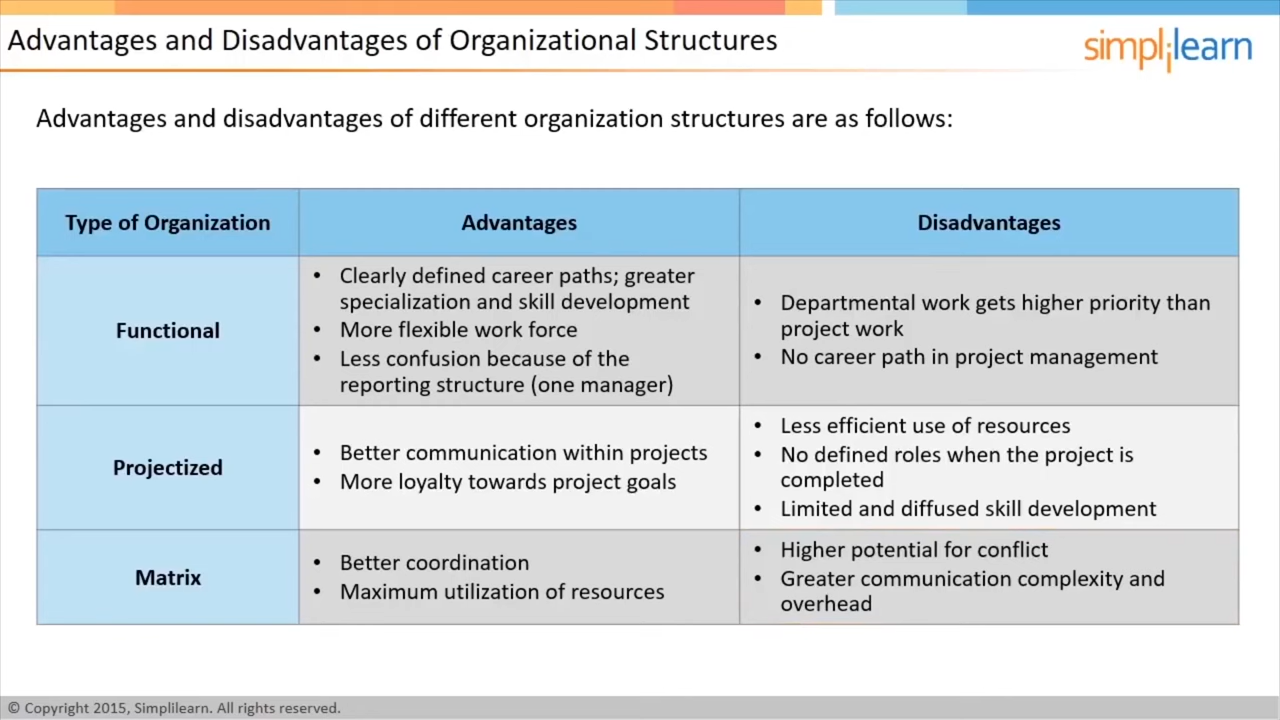 Advantages and Disadvantages of Organizational Structures
simplilearn
Advantages and disadvantages of different organization structures are as follows:
Type of Organization
Advantages
Disadvantages
Functional
• Clearly defined career paths; greater
specialization and skill development
• More flexible work force
• Less confusion because of the
reporting structure (one manager)
• Departmental work gets higher priority than
project work
• No career path in project management
Projectized
• Better communication within projects
• More loyalty towards project goals
• Less efficient use of resources
• No defined roles when the project is
completed
• Limited and diffused skill development
Matrix
• Better coordination
• Maximum utilization of resources
• Higher potential for conflict
• Greater communication complexity and
overhead
© Copyright 2015, Simplilearn. All rights reserved.